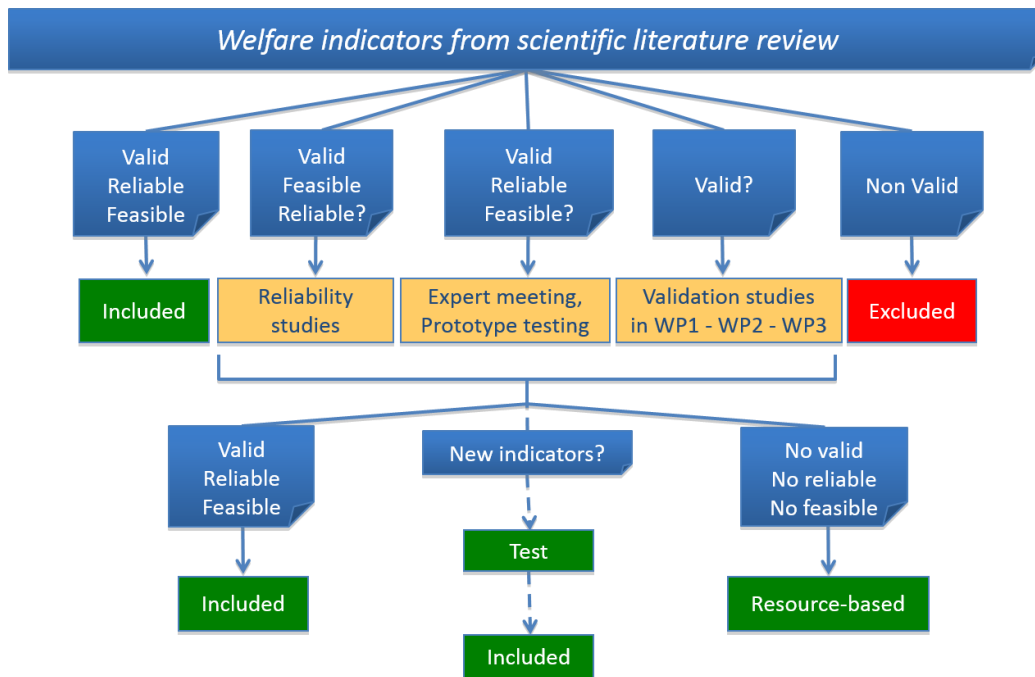 Welfare indicators from scientific literature review
Valid
Reliable
Feasible
Valid
Feasible
Reliable?
Valid
Reliable
Feasible?
Valid?
Non Valid
Included
Reliability
studies
Expert meeting,
Prototype testing
Validation studies
in WP1 - WP2 - WP3
Excluded
Valid
Reliable
Feasible
New indicators?
No valid
No reliable
No feasible
Test
Included
Resource-based
Included